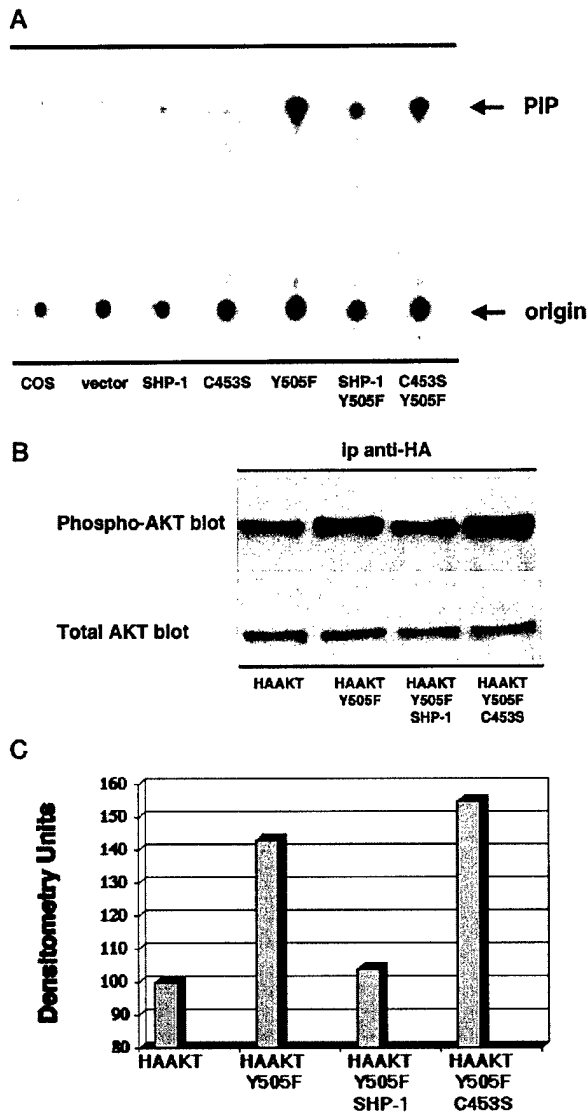 A
PIP
origin
COS vector SHP-1 C453S Y505F SHP-1 C453S
Y505F Y505F
B
ip anti-HA
Phospho-AKT blot
Total AKT blot
HAAKT HAAKT HAAKT HAAKT
Y505F Y505F Y505F
SHP-1 C453S
C
Densitometry Units
160
150
140
130
120
110
100
90
80
HAAKT HAAKT HAAKT HAAKT
Y505F Y505F Y505F
SHP-1 C453S